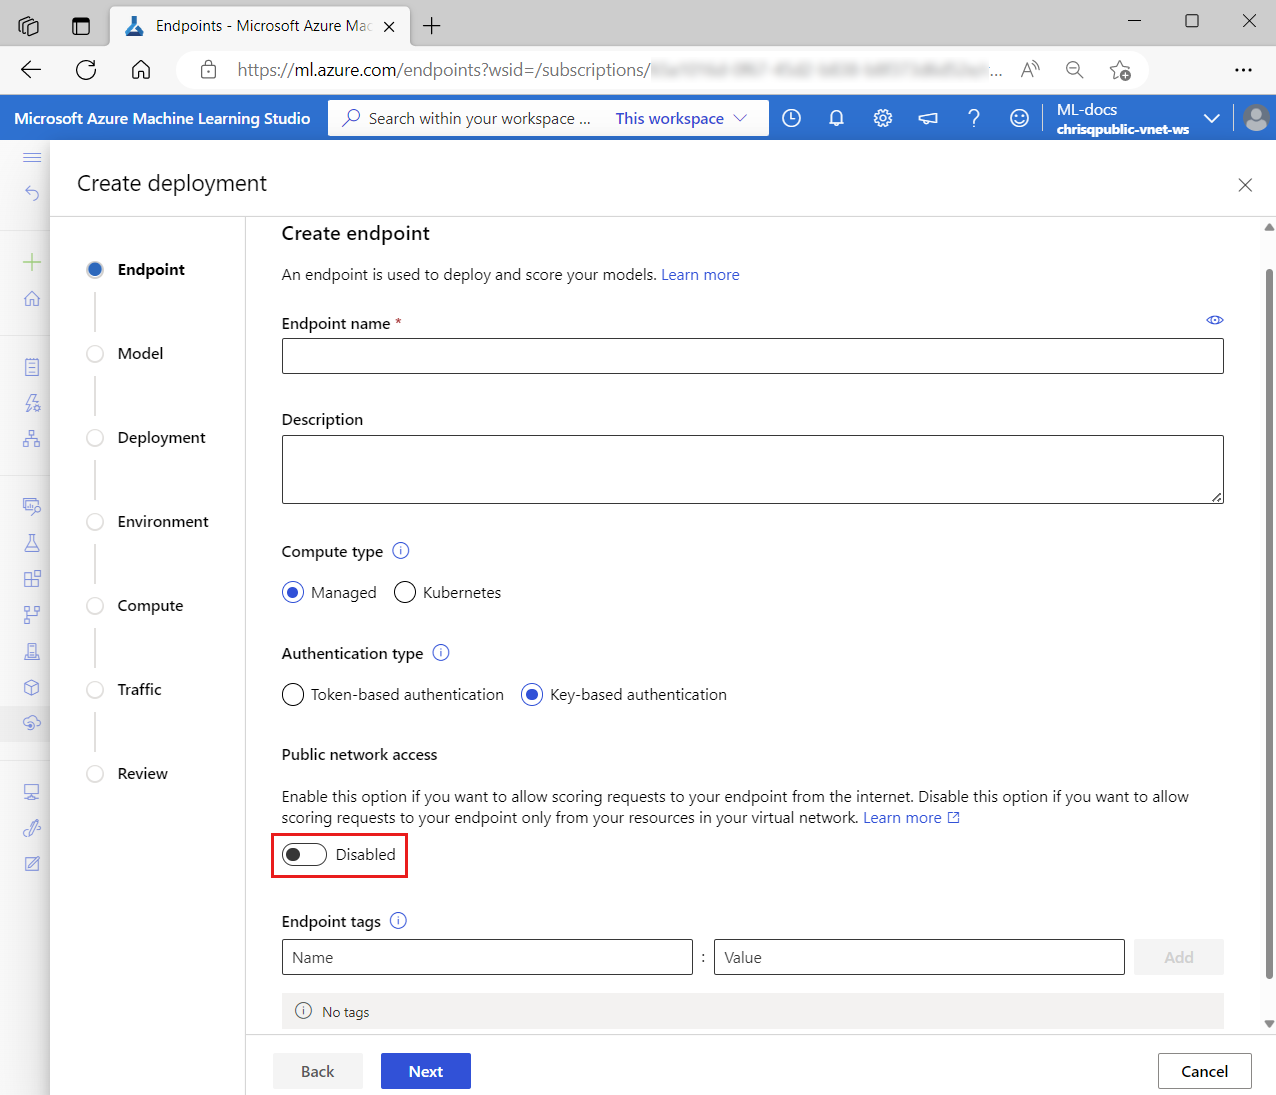 Endpoints - Microsoft Azure Mac
https://ml.azure.com/endpoints?wsid=/subscriptions/
...
Microsoft Azure Machine Learning Studio
Search within your workspace ...
This workspace
ML-docs
chrisqpublic-vnet-ws
Create deployment
Endpoint
Model
Deployment
Environment
Compute
Traffic
Review
Create endpoint
An endpoint is used to deploy and score your models. Learn more
Endpoint name *
Description
Compute type
Managed
Kubernetes
Authentication type
Token-based authentication
Key-based authentication
Public network access
Enable this option if you want to allow scoring requests to your endpoint from the internet. Disable this option if you want to allow
scoring requests to your endpoint only from your resources in your virtual network. Learn more
Disabled
Endpoint tags
Name
:
Value
Add
No tags
Back
Next
Cancel